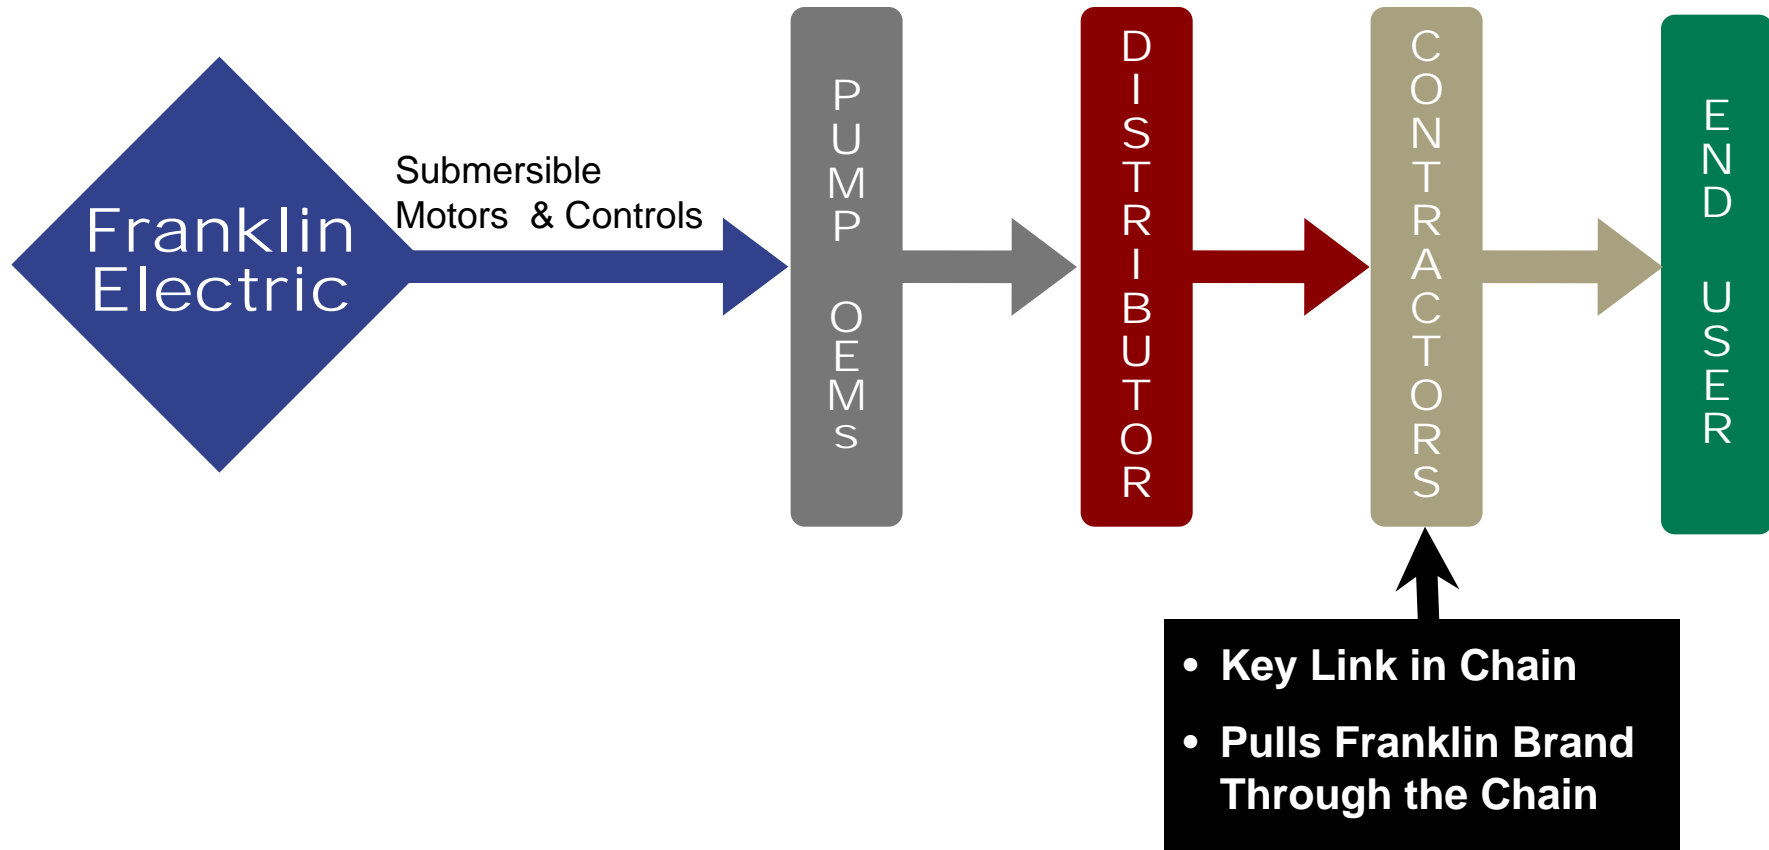 Franklin
Electric
Submersible
Motors & Controls
PUMP OEMs
DISTRIBUTOR
CONTRACTORS
END USER
• Key Link in Chain
• Pulls Franklin Brand
Through the Chain